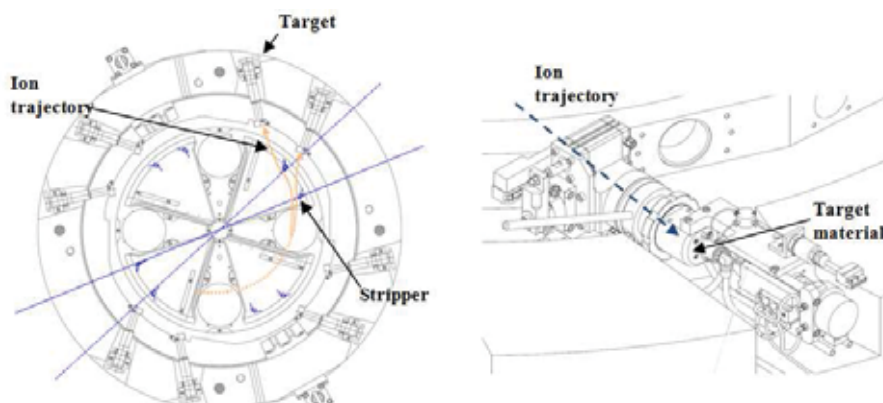 Target
Ion
trajectory
Stripper
Ion
trajectory
Target
material